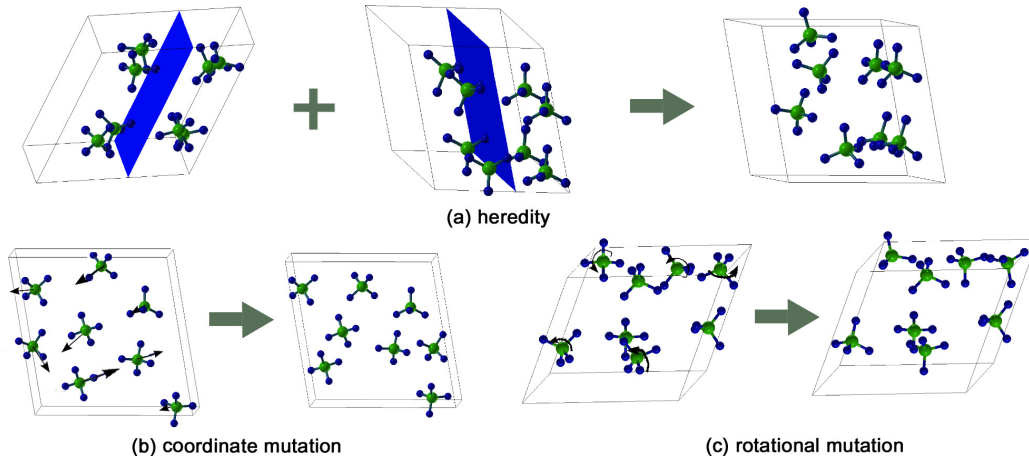 (a) heredity
(b) coordinate mutation
(c) rotational mutation